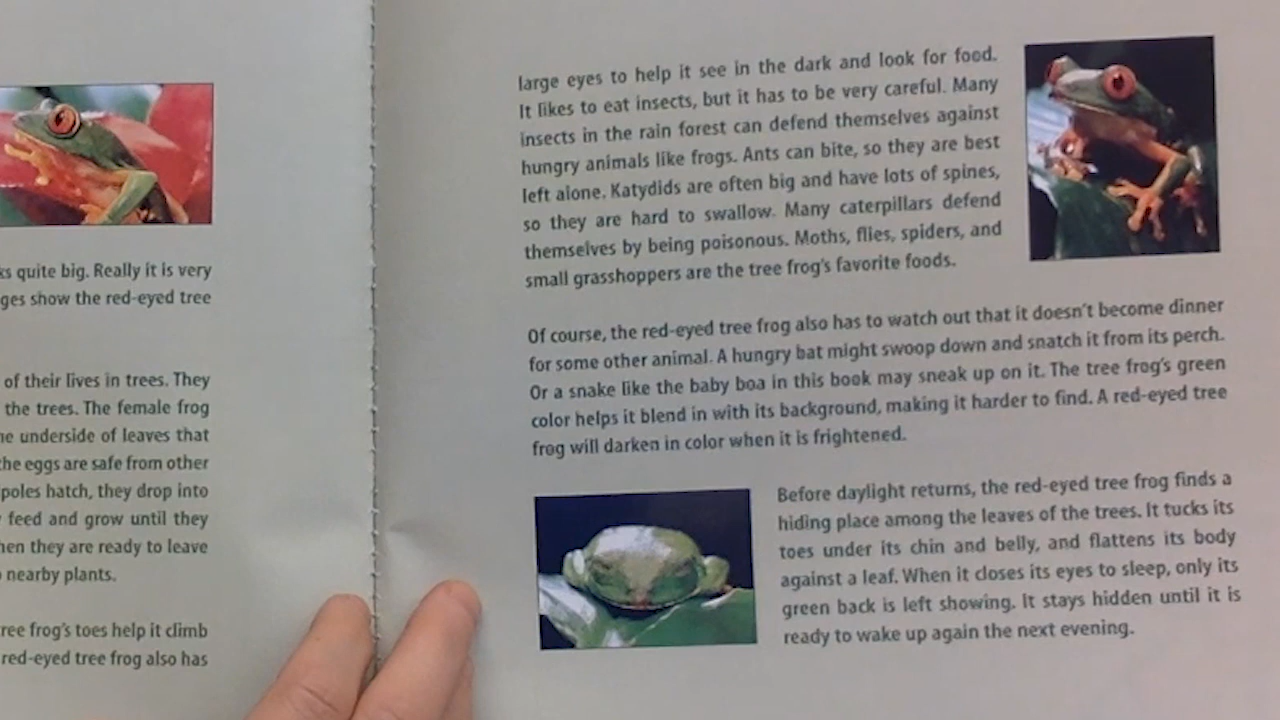 ks quite big. Really it is very
ges show the red-eyed tree
of their lives in trees. They
the trees. The female frog
underside of leaves that
the eggs are safe from other
poles hatch, they drop into
feed and grow until they
hen they are ready to leave
nearby plants.
ree frog's toes help it climb
red-eyed tree frog also has
large eyes to help it see in the dark and look for food.
It likes to eat insects, but it has to be very careful. Many
insects in the rain forest can defend themselves against
hungry animals like frogs. Ants can bite, so they are best
left alone. Katydids are often big and have lots of spines,
so they are hard to swallow. Many caterpillars defend
themselves by being poisonous. Moths, flies, spiders, and
small grasshoppers are the tree frog's favorite foods.
Of course, the red-eyed tree frog also has to watch out that it doesn't become dinner
for some other animal. A hungry bat might swoop down and snatch it from its perch.
Or a snake like the baby boa in this book may sneak up on it. The tree frog's green
color helps it blend in with its background, making it harder to find. A red-eyed tree
frog will darken in color when it is frightened.
Before daylight returns, the red-eyed tree frog finds a
hiding place among the leaves of the trees. It tucks its
toes under its chin and belly, and flattens its body
against a leaf. When it closes its eyes to sleep, only its
green back is left showing. It stays hidden until it is
ready to wake up again the next evening.